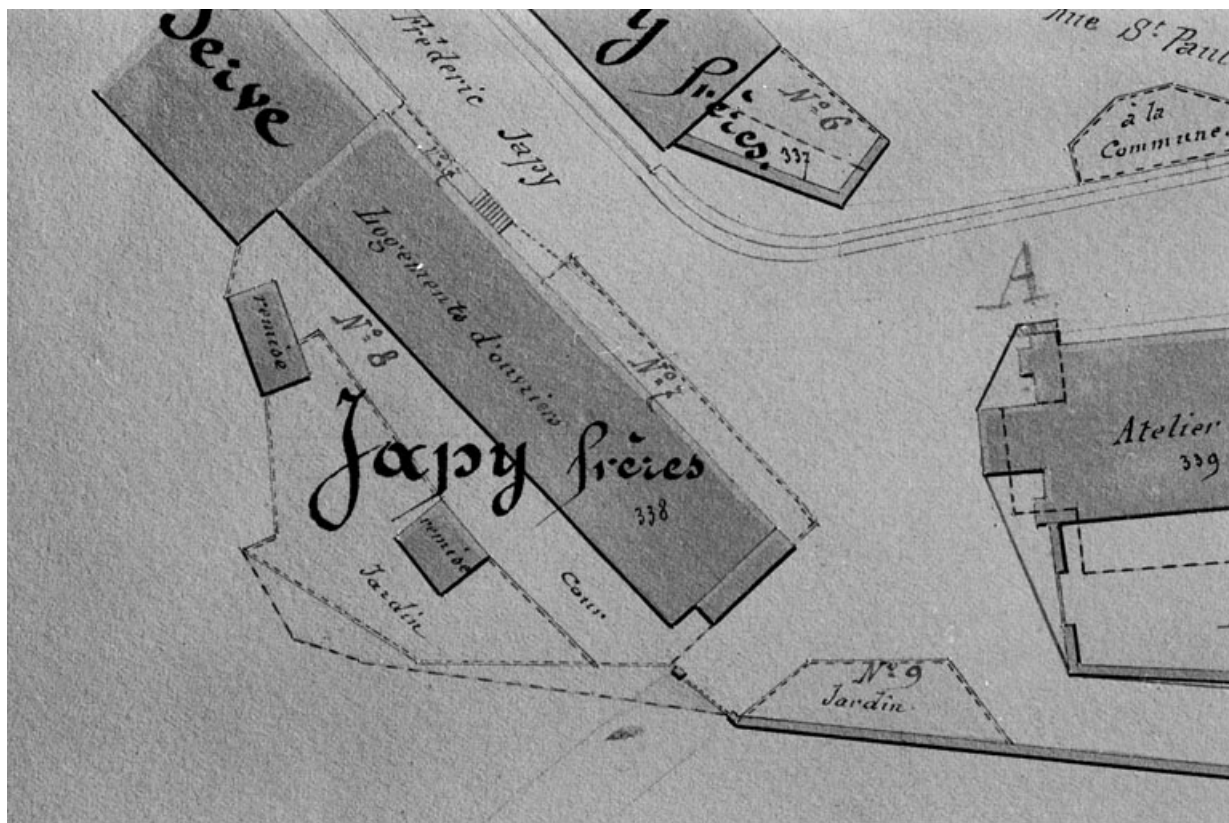 Seive
Frédéric Japy
y frères.
Nº 6
337
rue St Paul
à la
Commune
A
Logements d'ouvriers
338
remise
Nº 8
Japy frères
Nº
remise
Cour
Jardin
Nº 9
Jardin
Atelier
339